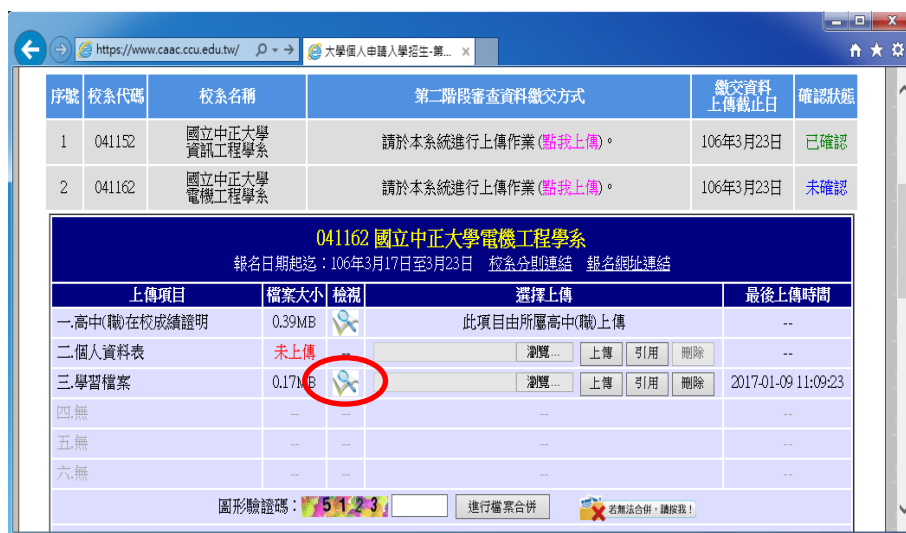 https://www.caac.ccu.edu.tw/
大學個人申請入學招生-第... ×
序號 校系代碼 校系名稱 第二階段審查資料繳交方式 繳交資料上傳截止日 確認狀態
1 041152 國立中正大學資訊工程學系 請於本系統進行上傳作業(點我上傳)。 106年3月23日 已確認
2 041162 國立中正大學電機工程學系 請於本系統進行上傳作業(點我上傳)。 106年3月23日 未確認
041162 國立中正大學電機工程學系
報名日期起迄：106年3月17日至3月23日 校系分則連結 報名網址連結
上傳項目 檔案大小 檢視 選擇上傳 最後上傳時間
一.高中(職)在校成績證明 0.39MB 此項目由所屬高中(職)上傳 --
二.個人資料表 未上傳 -- 瀏覽... 上傳 引用 刪除 --
三.學習檔案 0.17MB 瀏覽... 上傳 引用 刪除 2017-01-09 11:09:23
四.無 -- -- -- --
五.無 -- -- -- --
六.無 -- -- -- --
圖形驗證碼： 5 1 2 3 進行檔案合併 若無法合併，請按我！